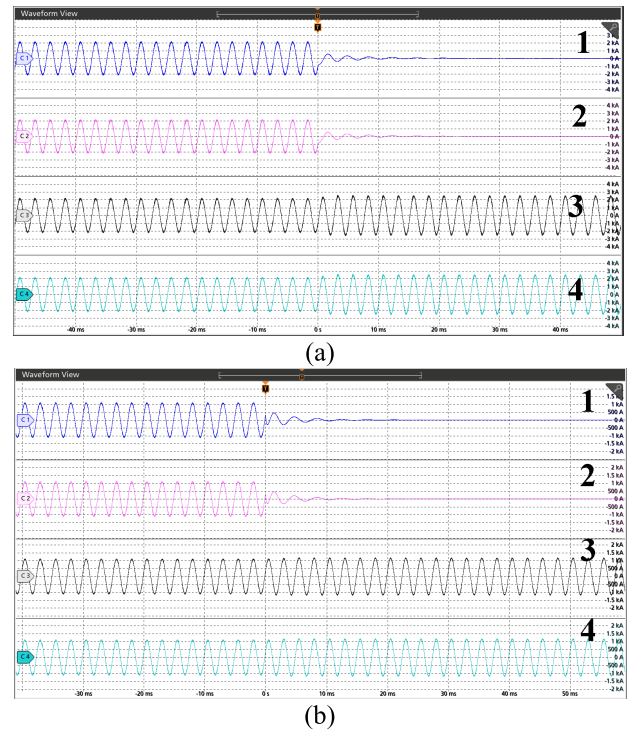 Waveform View
T
1
C 1
3 kA
2 kA
1 kA
0 A
-1 kA
-2 kA
-3 kA
-4 kA
2
C 2
4 kA
3 kA
2 kA
1 kA
0 A
-1 kA
-2 kA
-3 kA
-4 kA
3
C 3
4 kA
3 kA
2 kA
1 kA
0 A
-1 kA
-2 kA
-3 kA
-4 kA
4
C 4
4 kA
3 kA
2 kA
1 kA
0 A
-1 kA
-2 kA
-3 kA
-4 kA
-40 ms -30 ms -20 ms -10 ms 0 s 10 ms 20 ms 30 ms 40 ms
(a)
Waveform View
T
1
C 1
1.5 kA
1 kA
500 A
0 A
-500 A
-1 kA
-1.5 kA
-2 kA
2
C 2
2 kA
1.5 kA
1 kA
500 A
0 A
-500 A
-1 kA
-1.5 kA
-2 kA
3
C 3
2 kA
1.5 kA
1 kA
500 A
0 A
-500 A
-1 kA
-1.5 kA
-2 kA
4
C 4
2 kA
1.5 kA
1 kA
500 A
0 A
-500 A
-1 kA
-1.5 kA
-2 kA
-30 ms -20 ms -10 ms 0 s 10 ms 20 ms 30 ms 40 ms 50 ms
(b)